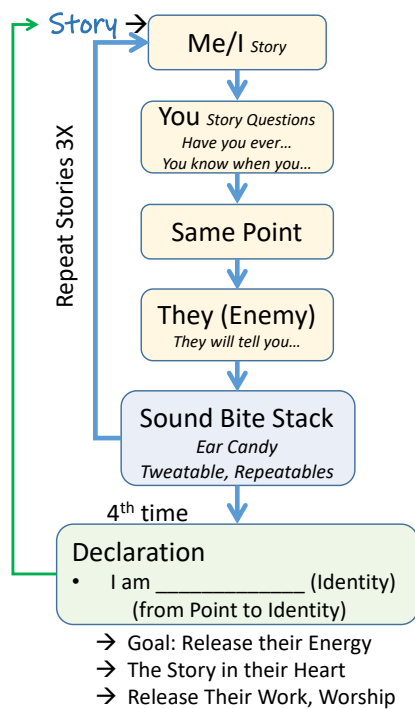 Story →
Me/I Story
You Story Questions
Have you ever…
You know when you…
Same Point
They (Enemy)
They will tell you…
Repeat Stories 3X
Sound Bite Stack
Ear Candy
Tweatable, Repeatables
4th time
Declaration
• I am _____________ (Identity)
(from Point to Identity)
→ Goal: Release their Energy
→ The Story in their Heart
→ Release Their Work, Worship